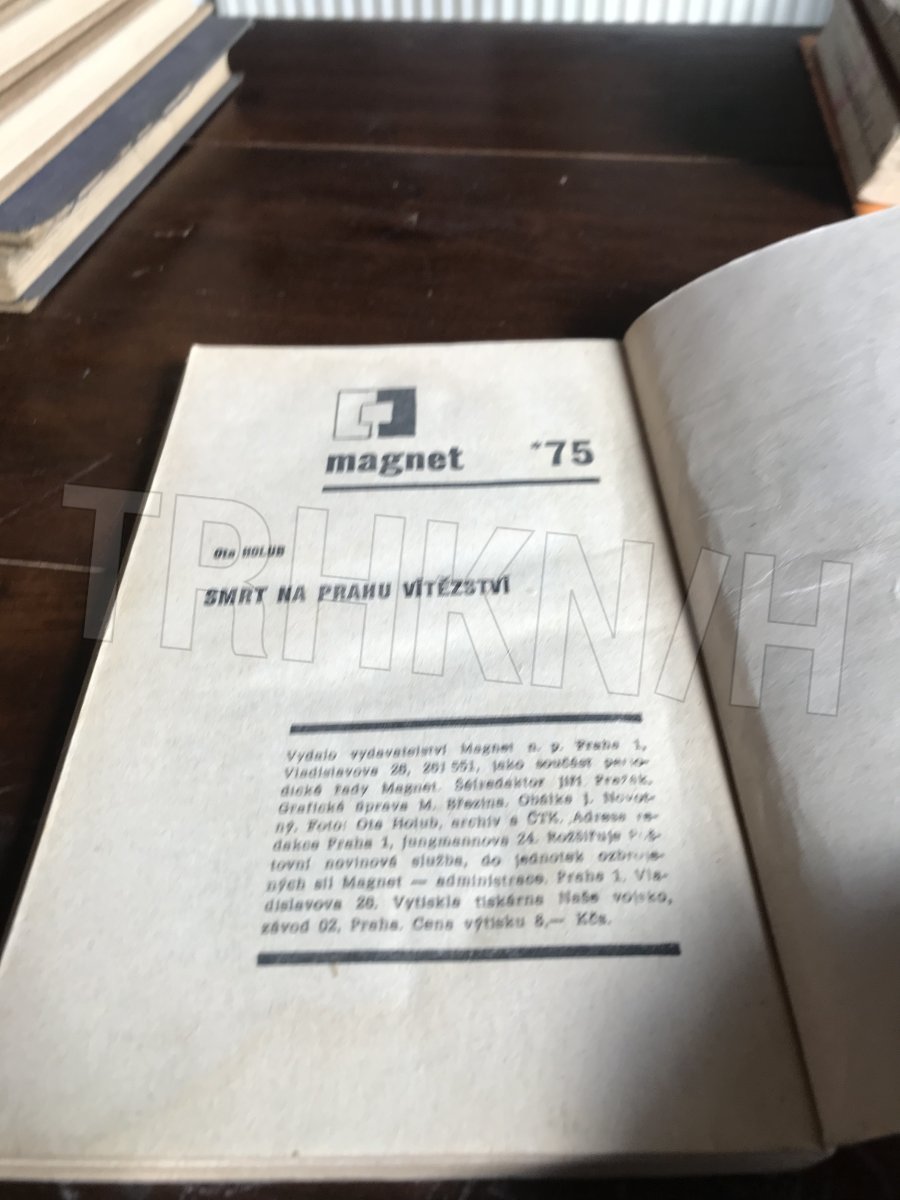 magnet *75
Ota HOLUB
SMRT NA PRAHU VÍTĚZSTVÍ
Vydalo vydavatelství Magnet n. p. Praha 1,
Vladislavova 26, 261 551, jako součást perio-
dické řady Magnet. Šéfredaktor Jiří Pražák.
Grafická úprava M. Březina. Obálka J. Novot-
ný. Foto: Ota Holub, archiv a ČTK. Adresa re-
dakce Praha 1, Jungmannova 24. Rozšiřuje Poš-
tovní novinová služba, do jednotek ozbroje-
ných sil Magnet — administrace, Praha 1, Vla-
dislavova 26. Vytiskla tiskárna Naše vojsko,
závod 02, Praha. Cena výtisku 8,— Kčs.
TRHKNIH